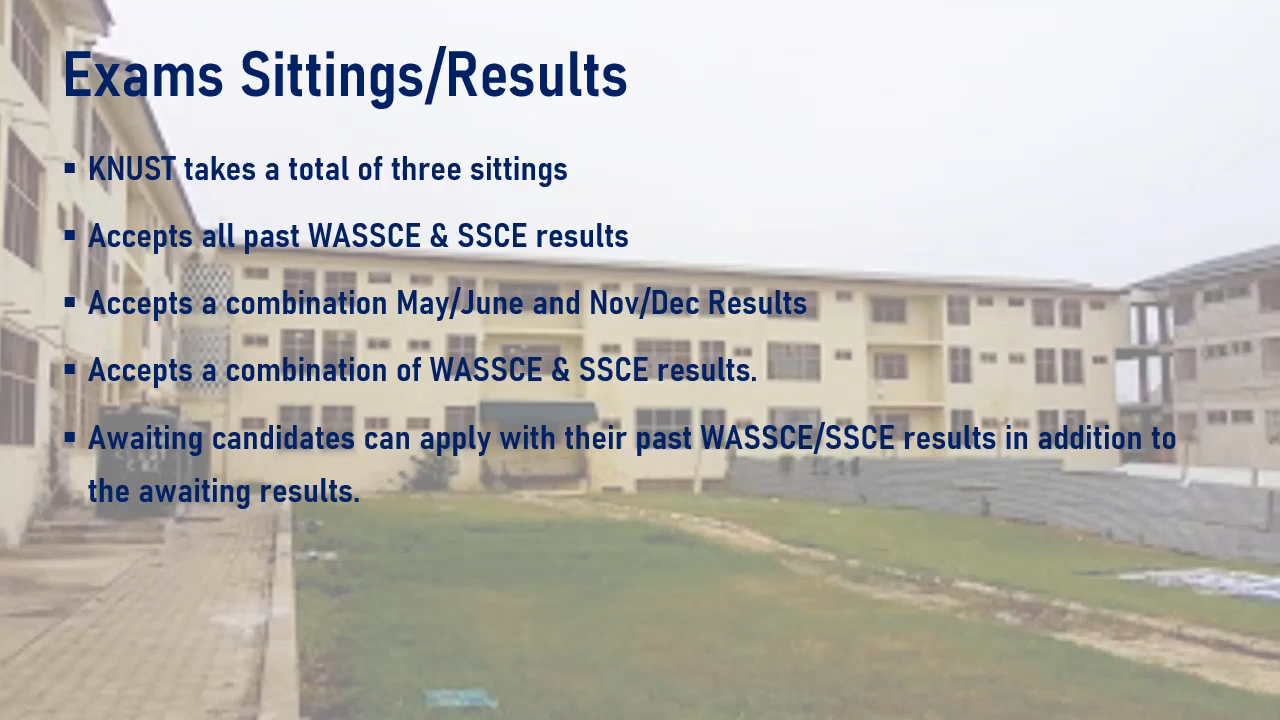 Exams Sittings/Results
▪ KNUST takes a total of three sittings
▪ Accepts all past WASSCE & SSCE results
▪ Accepts a combination May/June and Nov/Dec Results
▪ Accepts a combination of WASSCE & SSCE results.
▪ Awaiting candidates can apply with their past WASSCE/SSCE results in addition to
the awaiting results.